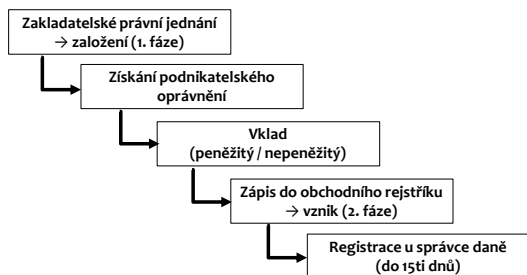 Zakladatelské právní jednání
→ založení (1. fáze)
Získání podnikatelského
oprávnění
Vklad
(peněžitý / nepeněžitý)
Zápis do obchodního rejstříku
→ vznik (2. fáze)
Registrace u správce daně
(do 15ti dnů)